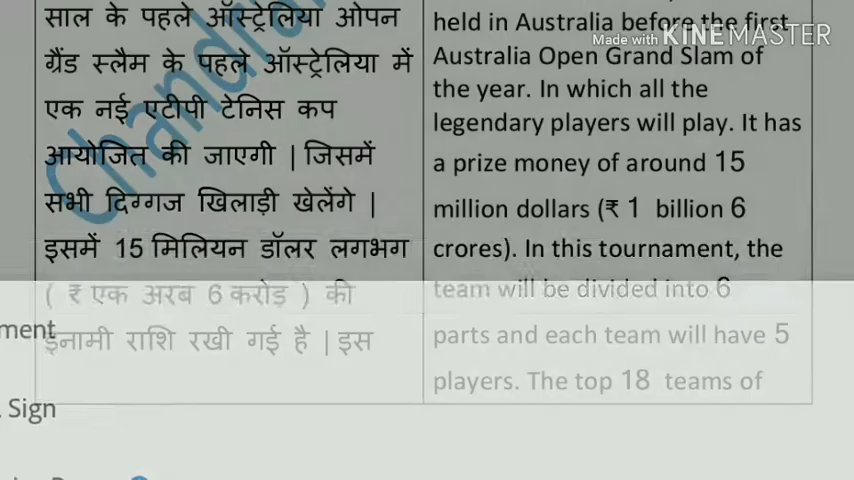 साल के पहले ऑस्ट्रेलिया ओपन
ग्रैंड स्लैम के पहले ऑस्ट्रेलिया में
एक नई एटीपी टेनिस कप
आयोजित की जाएगी | जिसमें
सभी दिग्गज खिलाड़ी खेलेंगे |
इसमें 15 मिलियन डॉलर लगभग
( ₹ एक अरब 6 करोड़ ) की
ईनामी राशि रखी गई है | इस
held in Australia before the first
Australia Open Grand Slam of
the year. In which all the
legendary players will play. It has
a prize money of around 15
million dollars (₹ 1 billion 6
crores). In this tournament, the
team will be divided into 6
parts and each team will have 5
players. The top 18 teams of
Made with KINEMASTER
ment
Sign